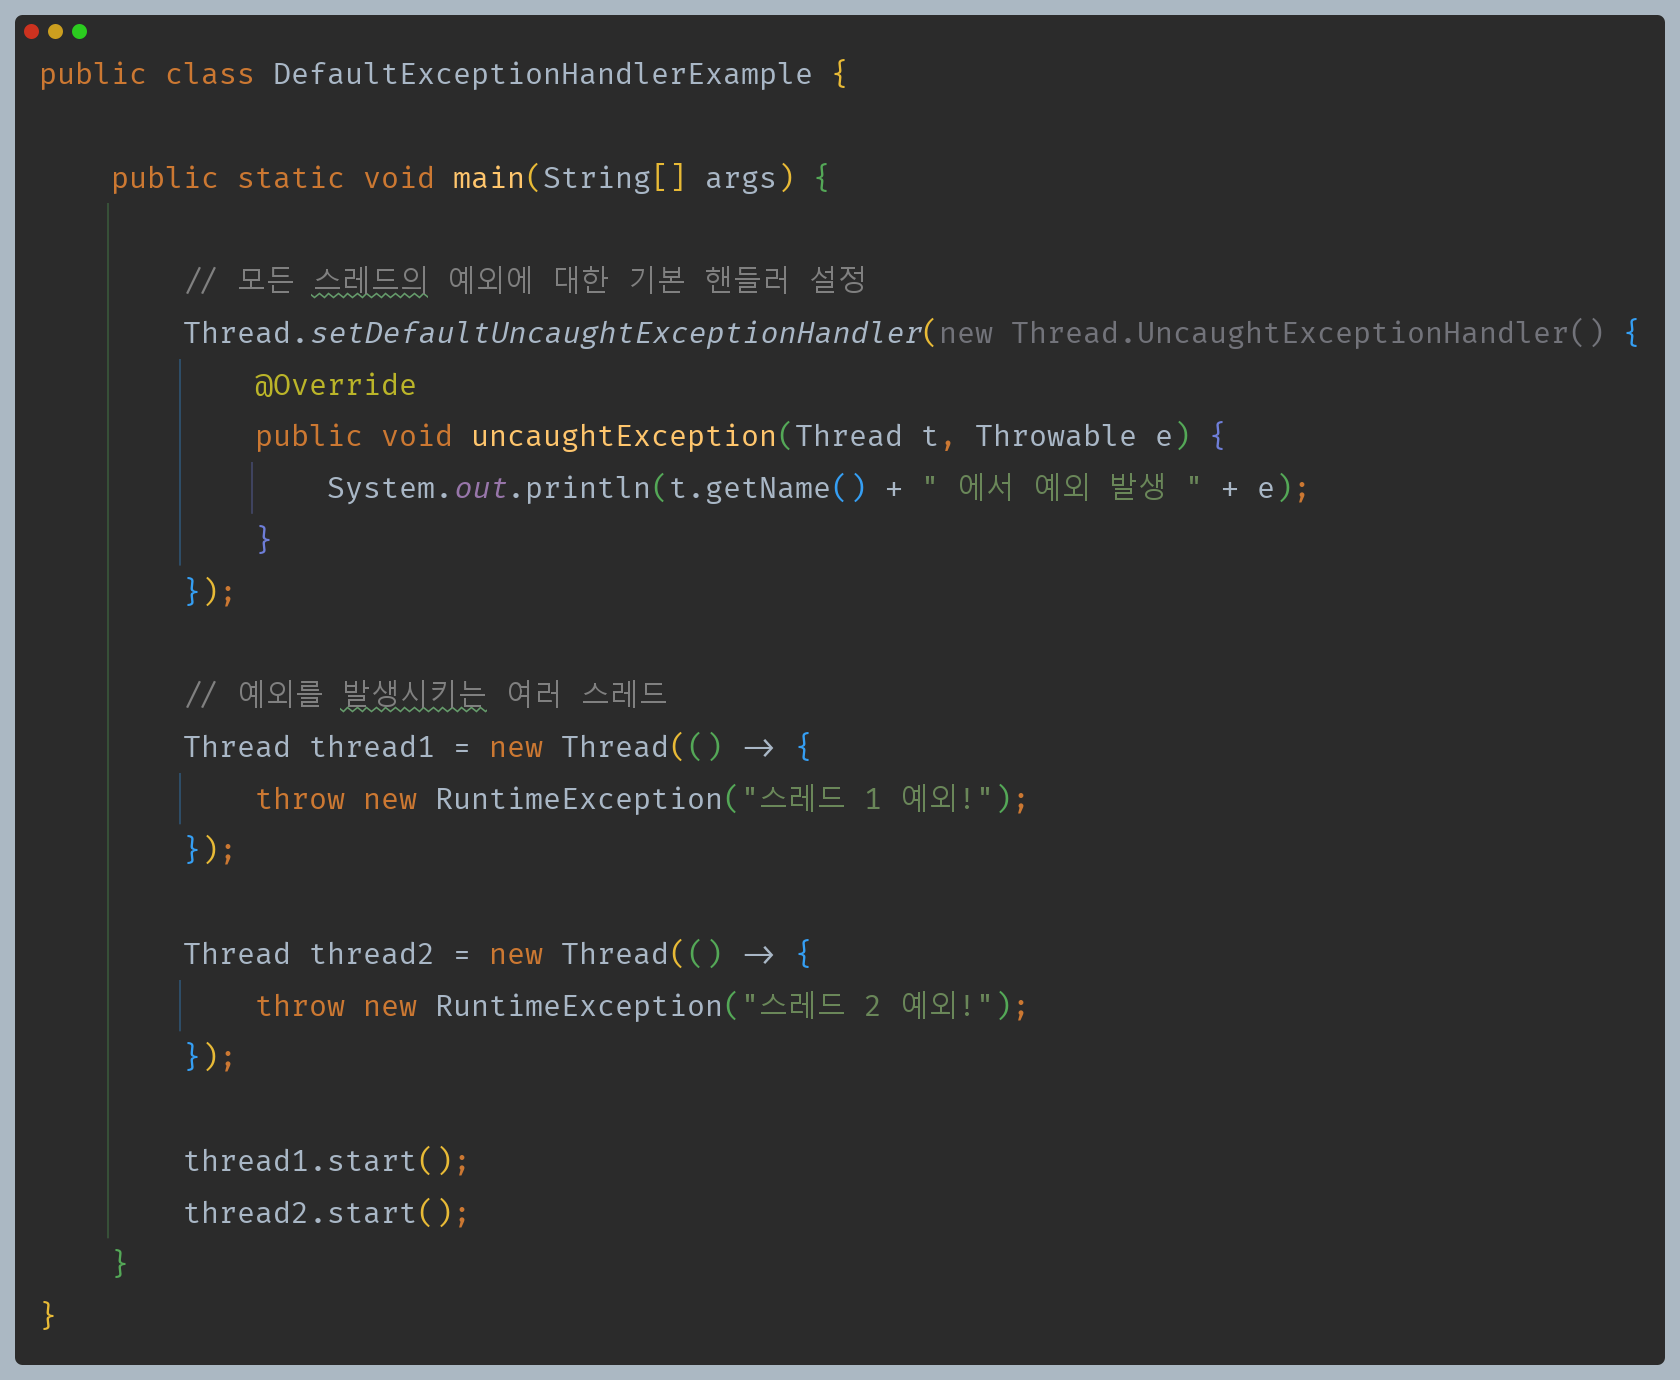 public class DefaultExceptionHandlerExample {
public static void main(String[] args) {
// 모든 스레드의 예외에 대한 기본 핸들러 설정
Thread.setDefaultUncaughtExceptionHandler(new Thread.UncaughtExceptionHandler() {
@Override
public void uncaughtException(Thread t, Throwable e) {
System.out.println(t.getName() + " 에서 예외 발생 " + e);
}
});
// 예외를 발생시키는 여러 스레드
Thread thread1 = new Thread(() -> {
throw new RuntimeException("스레드 1 예외!");
});
Thread thread2 = new Thread(() -> {
throw new RuntimeException("스레드 2 예외!");
});
thread1.start();
thread2.start();
}
}